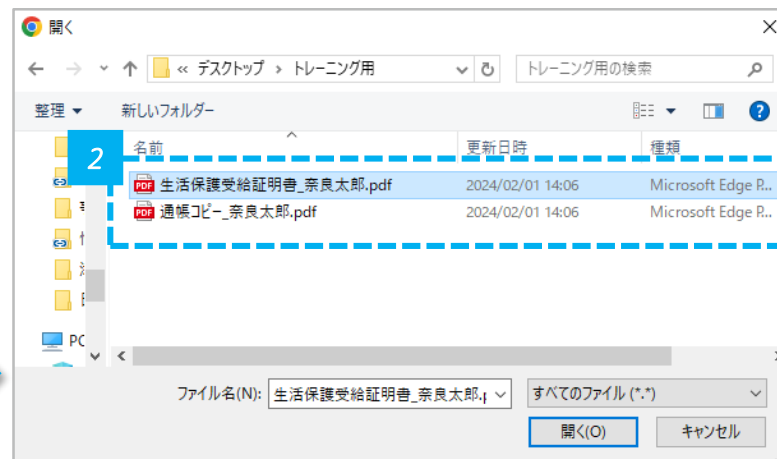 開く
« デスクトップ › トレーニング用
トレーニング用の検索
整理
新しいフォルダー
2
名前
更新日時
種類
PDF 生活保護受給証明書_奈良太郎.pdf 2024/02/01 14:06 Microsoft Edge P...
PDF 通帳コピー_奈良太郎.pdf 2024/02/01 14:06 Microsoft Edge P...
PC
ファイル名(N): 生活保護受給証明書_奈良太郎.
すべてのファイル (*.*)
開く(O)
キャンセル